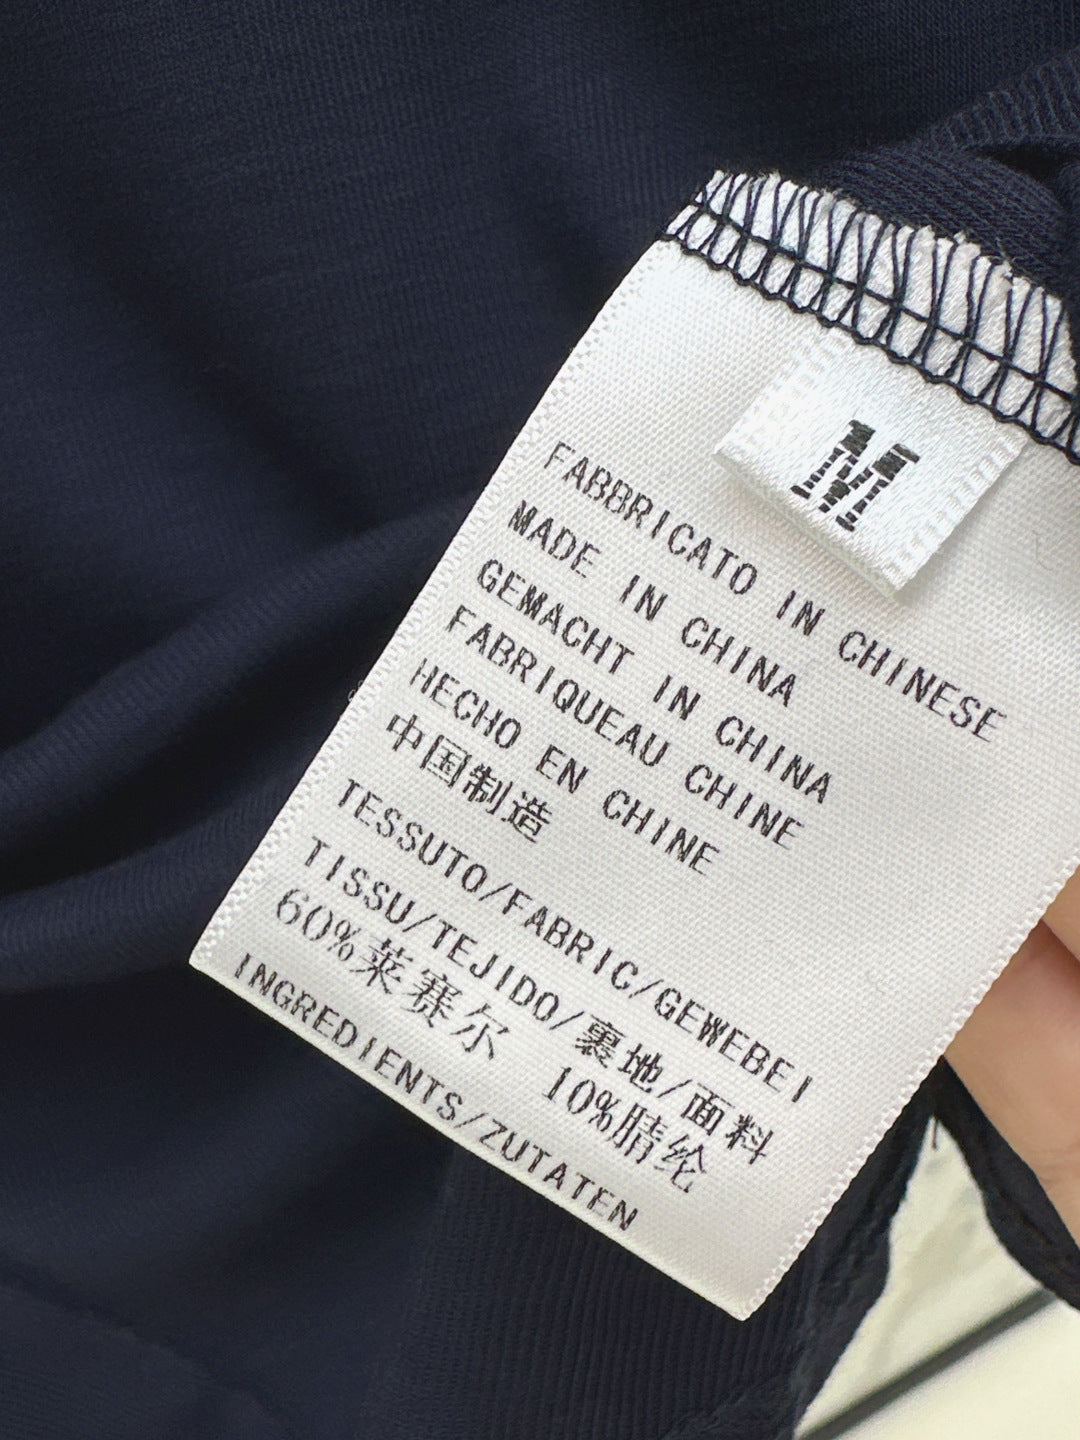 M
FABBRICATO IN CHINESE
MADE IN CHINA
GEMACHT IN CHINA
FABRIQUEAU CHINE
HECHO EN CHINE
中国制造
TESSUTO/FABRIC/GEWEBEI
TISSU/TEJIDO/裏地/面料
60%莱赛尔 10%腈纶
INGREDIENTS/ZUTATEN